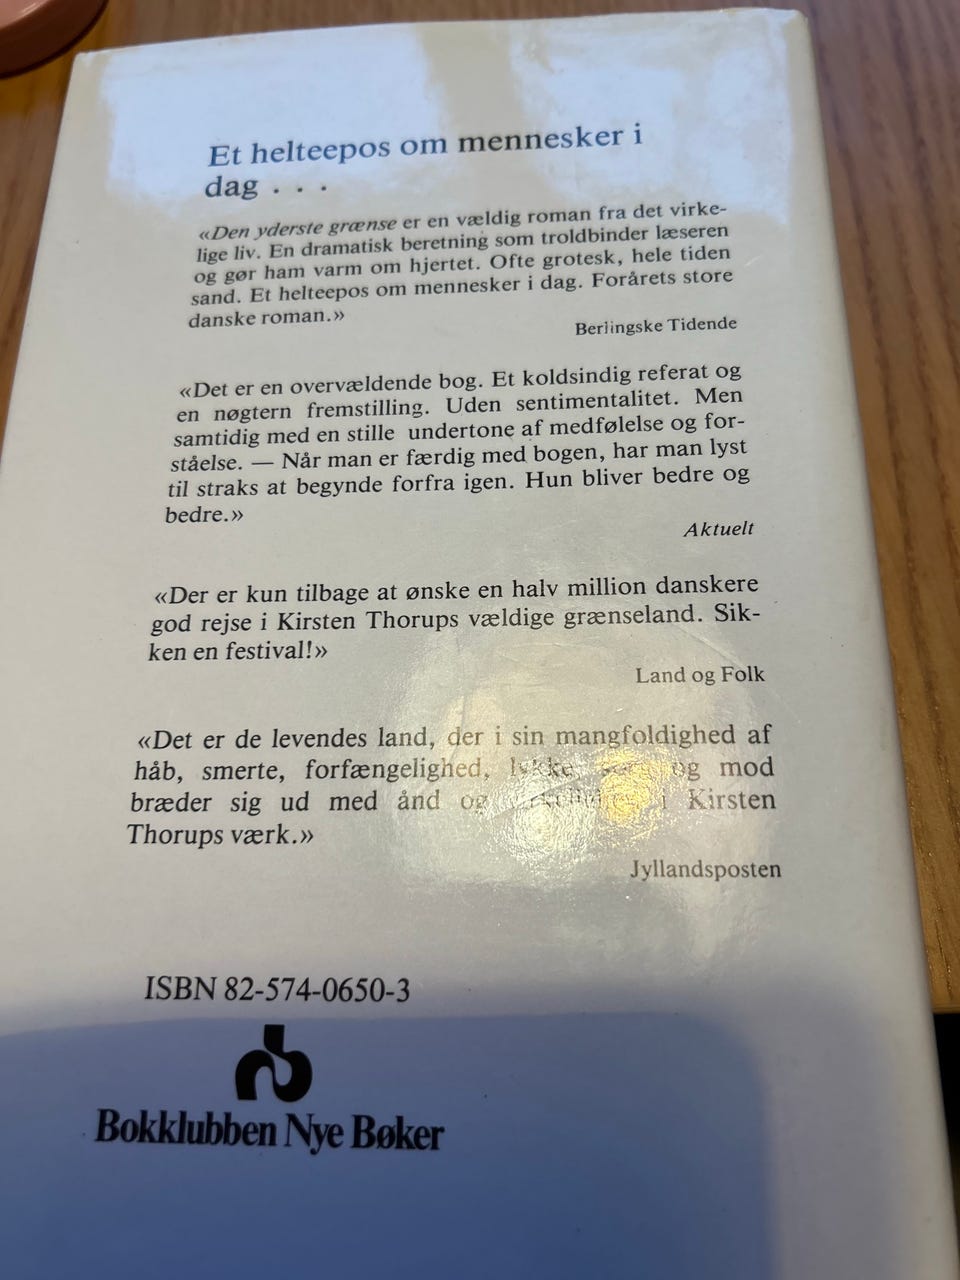 Et helteepos om mennesker i
dag . . .
«Den yderste grænse er en vældig roman fra det virke-
lige liv. En dramatisk beretning som troldbinder læseren
og gør ham varm om hjertet. Ofte grotesk, hele tiden
sand. Et helteepos om mennesker i dag. Forårets store
danske roman.»
Berlingske Tidende
«Det er en overvældende bog. Et koldsindig referat og
en nøgtern fremstilling. Uden sentimentalitet. Men
samtidig med en stille undertone af medfølelse og for-
ståelse. — Når man er færdig med bogen, har man lyst
til straks at begynde forfra igen. Hun bliver bedre og
bedre.»
Aktuelt
«Der er kun tilbage at ønske en halv million danskere
god rejse i Kirsten Thorups vældige grænseland. Sik-
ken en festival!»
Land og Folk
«Det er de levendes land, der i sin mangfoldighed af
håb, smerte, forfængelighed, lykke, og mod
bræder sig ud med ånd og i Kirsten
Thorups værk.»
Jyllandsposten
ISBN 82-574-0650-3
Bokklubben Nye Bøker